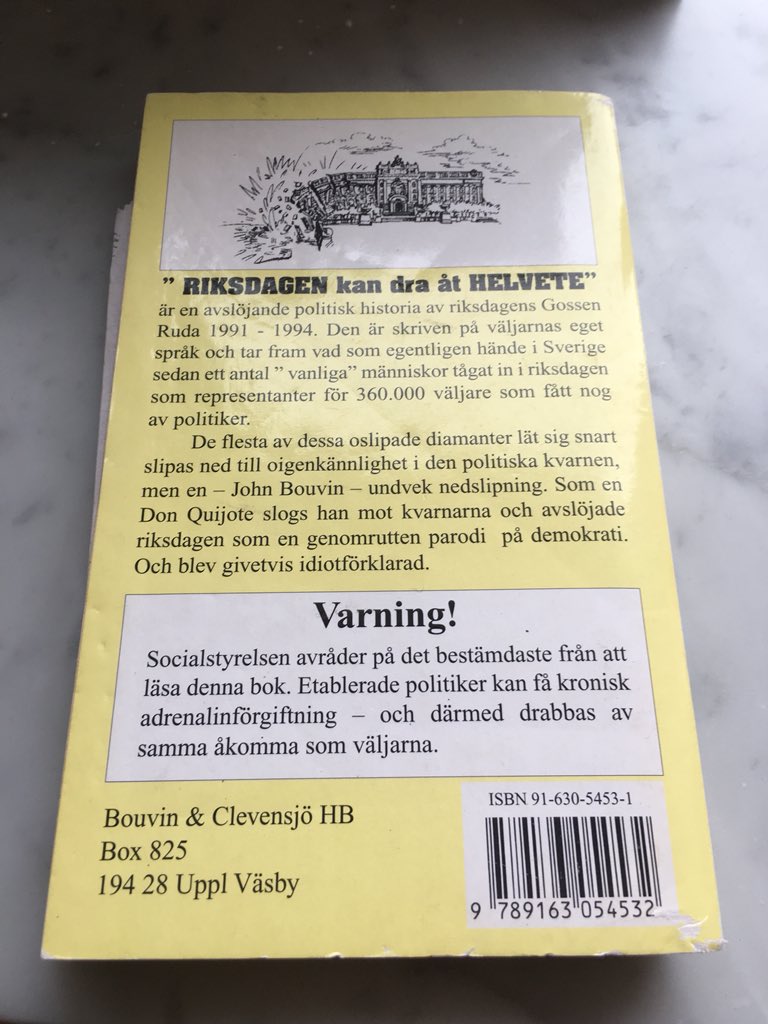 ” RIKSDAGEN kan dra åt HELVETE”
är en avslöjande politisk historia av riksdagens Gossen
Ruda 1991 - 1994. Den är skriven på väljarnas eget
språk och tar fram vad som egentligen hände i Sverige
sedan ett antal ” vanliga” människor tågat in i riksdagen
som representanter för 360.000 väljare som fått nog
av politiker.
De flesta av dessa oslipade diamanter lät sig snart
slipas ned till oigenkännlighet i den politiska kvarnen,
men en – John Bouvin – undvek nedslipning. Som en
Don Quijote slogs han mot kvarnarna och avslöjade
riksdagen som en genomrutten parodi på demokrati.
Och blev givetvis idiotförklarad.
Varning!
Socialstyrelsen avråder på det bestämdaste från att
läsa denna bok. Etablerade politiker kan få kronisk
adrenalinförgiftning – och därmed drabbas av
samma åkomma som väljarna.
Bouvin & Clevensjö HB
Box 825
194 28 Uppl Väsby
ISBN 91-630-5453-1
9 789163 054532